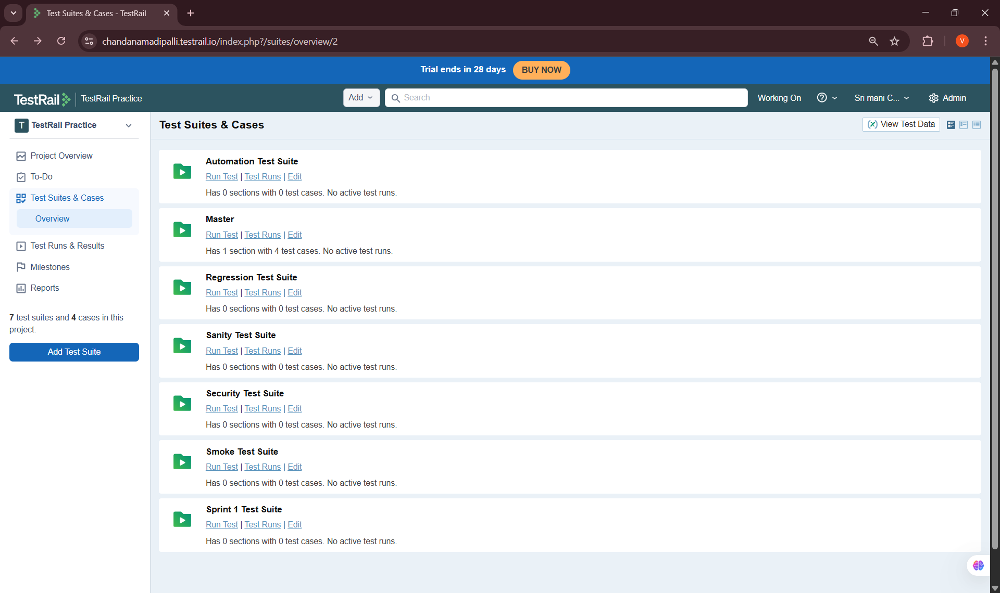 Test Suites & Cases - TestRail
chandanamadipalli.testrail.io/index.php?/suites/overview/2
V
Trial ends in 28 days BUY NOW
TestRail TestRail Practice Add Search Working On Sri mani C... Admin
T TestRail Practice
Project Overview
To-Do
Test Suites & Cases
Overview
Test Runs & Results
Milestones
Reports
7 test suites and 4 cases in this
project.
Add Test Suite
Test Suites & Cases
(x) View Test Data
Automation Test Suite
Run Test | Test Runs | Edit
Has 0 sections with 0 test cases. No active test runs.
Master
Run Test | Test Runs | Edit
Has 1 section with 4 test cases. No active test runs.
Regression Test Suite
Run Test | Test Runs | Edit
Has 0 sections with 0 test cases. No active test runs.
Sanity Test Suite
Run Test | Test Runs | Edit
Has 0 sections with 0 test cases. No active test runs.
Security Test Suite
Run Test | Test Runs | Edit
Has 0 sections with 0 test cases. No active test runs.
Smoke Test Suite
Run Test | Test Runs | Edit
Has 0 sections with 0 test cases. No active test runs.
Sprint 1 Test Suite
Run Test | Test Runs | Edit
Has 0 sections with 0 test cases. No active test runs.